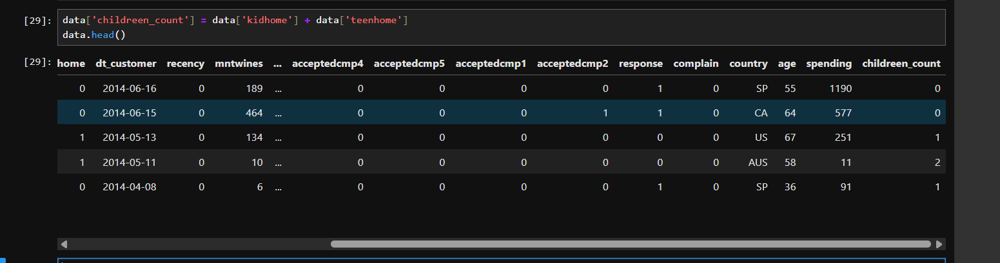 [29]: data['childreen_count'] = data['kidhome'] + data['teenhome']
data.head()
[29]: home dt_customer recency mntwines ... acceptedcmp4 acceptedcmp5 acceptedcmp1 acceptedcmp2 response complain country age spending childreen_count
0 2014-06-16 0 189 ... 0 0 0 0 1 0 SP 55 1190 0
0 2014-06-15 0 464 ... 0 0 0 1 1 0 CA 64 577 0
1 2014-05-13 0 134 ... 0 0 0 0 0 0 US 67 251 1
1 2014-05-11 0 10 ... 0 0 0 0 0 0 AUS 58 11 2
0 2014-04-08 0 6 ... 0 0 0 0 1 0 SP 36 91 1